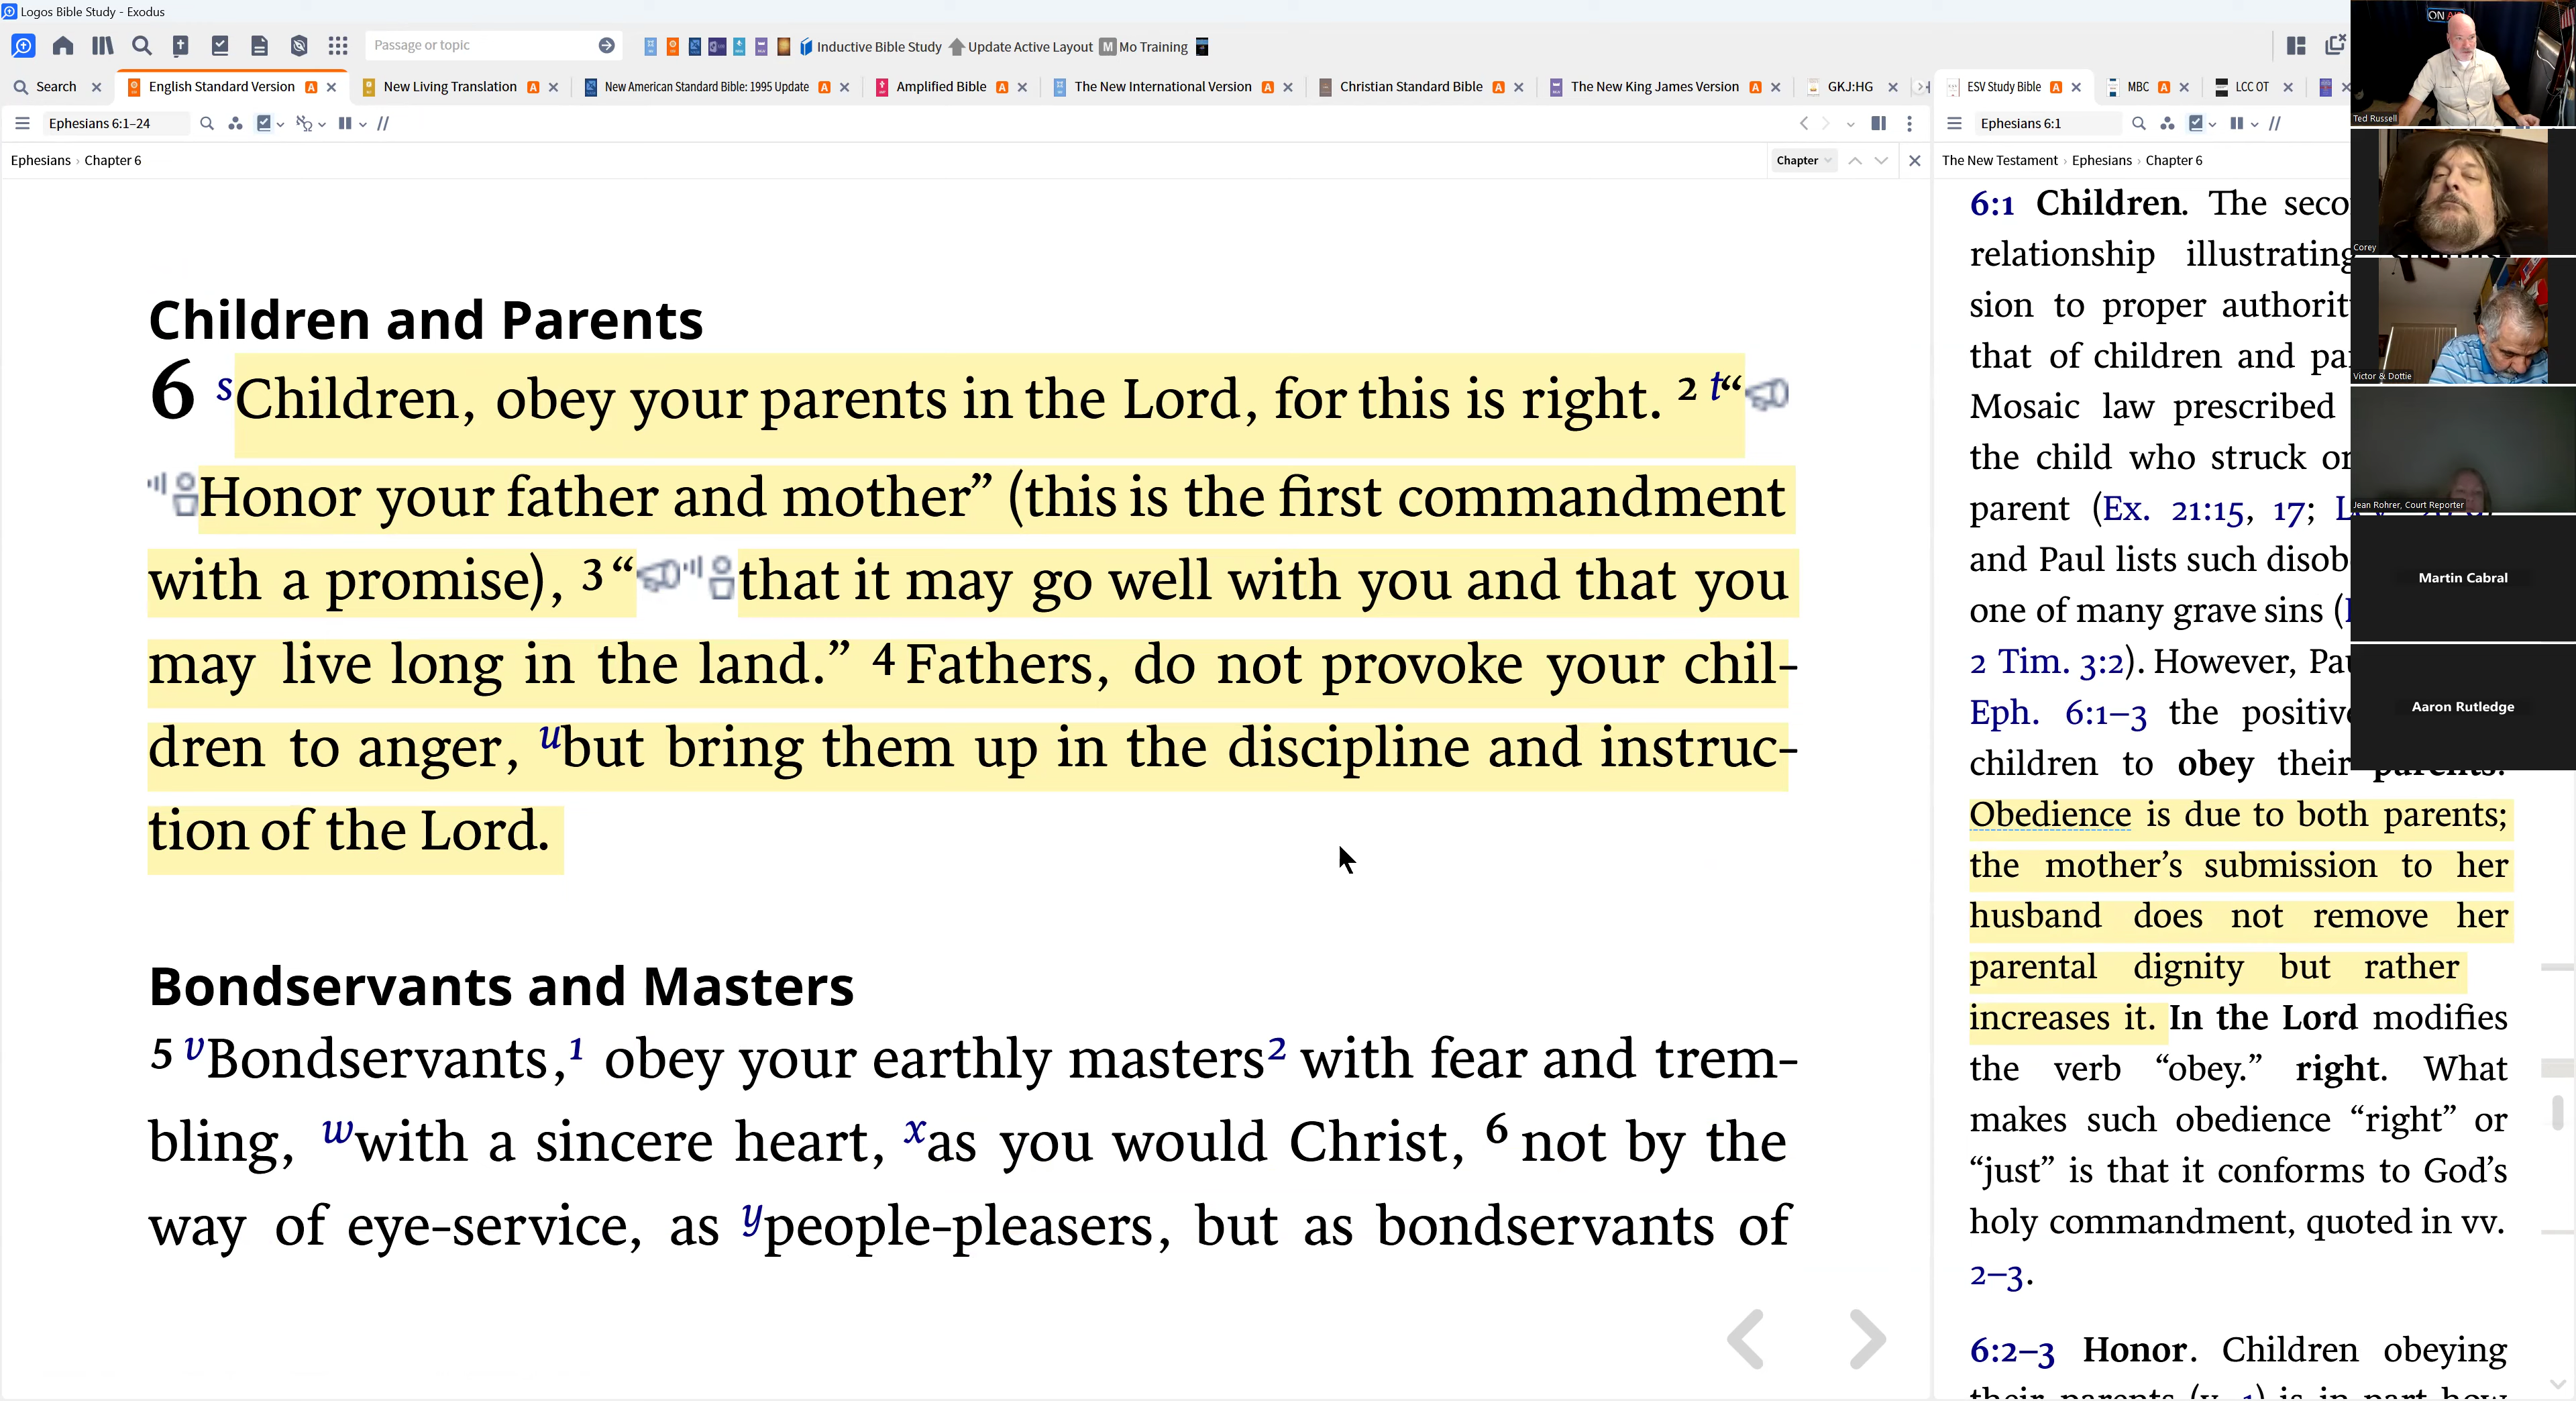 Logos Bible Study - Exodus
Passage or topic
Inductive Bible Study
Update Active Layout
M Mo Training
Search
English Standard Version A
New Living Translation A
New American Standard Bible: 1995 Update A
Amplified Bible A
The New International Version A
Christian Standard Bible A
The New King James Version A
GKJ:HG
Ephesians 6:1–24
Ephesians › Chapter 6
Chapter
Children and Parents
6 sChildren, obey your parents in the Lord, for this is right. 2 t“
Honor your father and mother” (this is the first commandment
with a promise), 3 “that it may go well with you and that you
may live long in the land.” 4 Fathers, do not provoke your chil-
dren to anger, ubut bring them up in the discipline and instruc-
tion of the Lord.
Bondservants and Masters
5 vBondservants,1 obey your earthly masters2 with fear and trem-
bling, wwith a sincere heart, xas you would Christ, 6 not by the
way of eye-service, as ypeople-pleasers, but as bondservants of
ESV Study Bible A
MBC A
LCC OT
Ephesians 6:1
The New Testament › Ephesians › Chapter 6
6:1 Children. The seco
relationship illustrating
sion to proper authorit
that of children and pa
Mosaic law prescribed
the child who struck or
parent (Ex. 21:15, 17;
and Paul lists such disob
one of many grave sins (
2 Tim. 3:2). However, Pau
Eph. 6:1–3 the positive
children to obey their parents.
Obedience is due to both parents;
the mother’s submission to her
husband does not remove her
parental dignity but rather
increases it. In the Lord modifies
the verb “obey.” right. What
makes such obedience “right” or
“just” is that it conforms to God’s
holy commandment, quoted in vv.
2–3.
6:2–3 Honor. Children obeying
their parents (v. 1) is in part how
ON
Ted Russell
Corey
Victor & Dottie
Jean Rohrer, Court Reporter
Martin Cabral
Aaron Rutledge